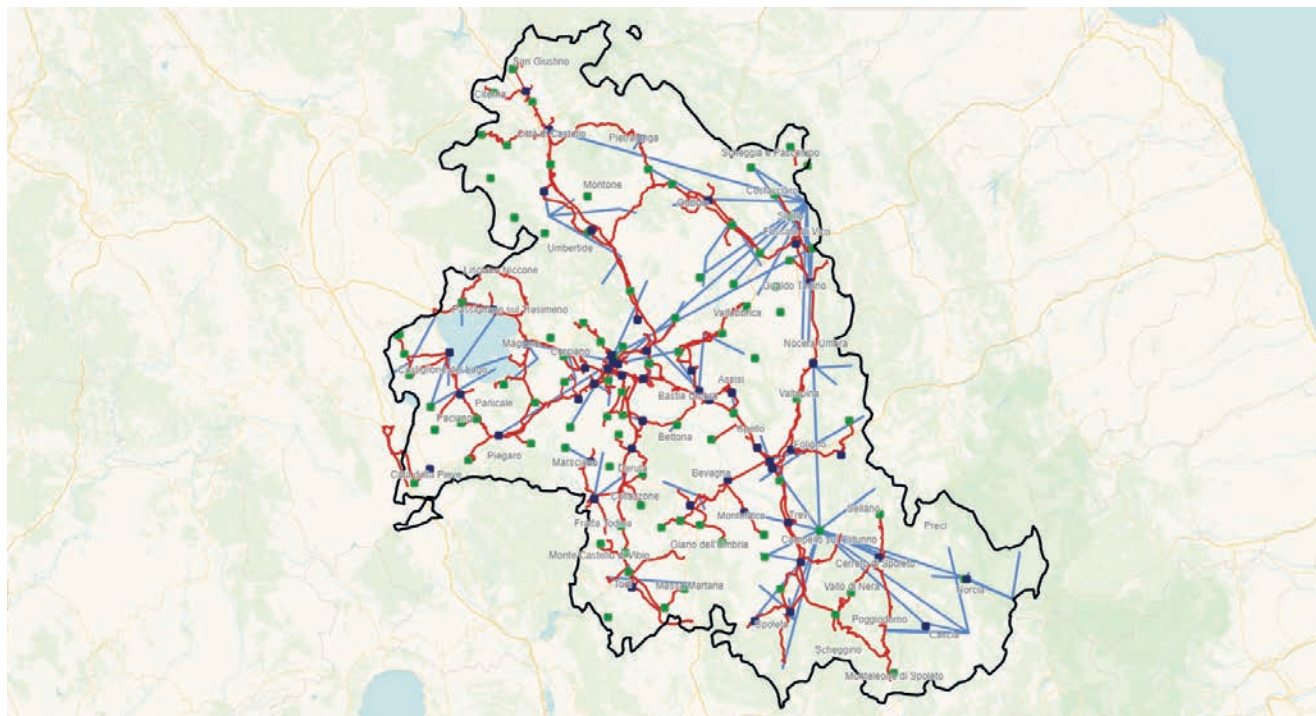 San Giustino
Citerna
Città di Castello
Pietralunga
Scheggia e Pascelupo
Montone
Costacciaro
Gubbio
Sigillo
Fossato di Vico
Umbertide
Lisciano Niccone
Gualdo Tadino
Passignano sul Trasimeno
Valfabbrica
Magione
Nocera Umbra
Corciano
Castiglione del Lago
Assisi
Bastia Umbra
Valtopina
Panicale
Paciano
Spello
Bettona
Foligno
Piegaro
Marsciano
Deruta
Città della Pieve
Bevagna
Collazzone
Sellano
Montefalco
Trevi
Fratta Todina
Preci
Campello sul Clitunno
Giano dell'Umbria
Monte Castello di Vibio
Cerreto di Spoleto
Todi
Massa Martana
Vallo di Nera
Norcia
Poggiodomo
Spoleto
Cascia
Scheggino
Monteleone di Spoleto